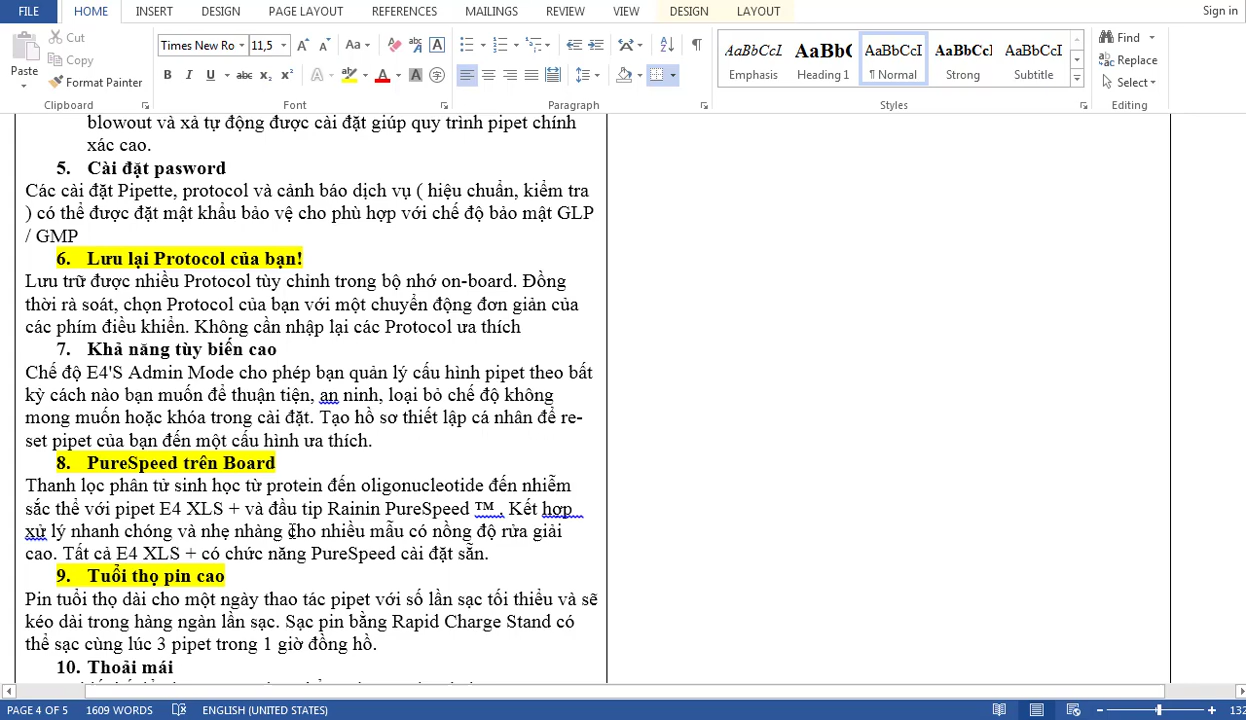 FILE HOME INSERT DESIGN PAGE LAYOUT REFERENCES MAILINGS REVIEW VIEW DESIGN LAYOUT Sign in
Cut
Copy
Format Painter
Paste
Clipboard
Times New Ro 11,5
Font
Paragraph
AaBbCcL AaBbC AaBbCcI AaBbCcl AaBbCcI
Emphasis Heading 1 ¶ Normal Strong Subtitle
Styles
Find
Replace
Select
Editing
blowout và xả tự động được cài đặt giúp quy trình pipet chính
xác cao.
5. Cài đặt pasword
Các cài đặt Pipette, protocol và cảnh báo dịch vụ ( hiệu chuẩn, kiểm tra
) có thể được đặt mật khẩu bảo vệ cho phù hợp với chế độ bảo mật GLP
/ GMP
6. Lưu lại Protocol của bạn!
Lưu trữ được nhiều Protocol tùy chỉnh trong bộ nhớ on-board. Đồng
thời rà soát, chọn Protocol của bạn với một chuyển động đơn giản của
các phím điều khiển. Không cần nhập lại các Protocol ưa thích
7. Khả năng tùy biến cao
Chế độ E4'S Admin Mode cho phép bạn quản lý cấu hình pipet theo bất
kỳ cách nào bạn muốn để thuận tiện, an ninh, loại bỏ chế độ không
mong muốn hoặc khóa trong cài đặt. Tạo hồ sơ thiết lập cá nhân để re-
set pipet của bạn đến một cấu hình ưa thích.
8. PureSpeed trên Board
Thanh lọc phân tử sinh học từ protein đến oligonucleotide đến nhiễm
sắc thể với pipet E4 XLS + và đầu tip Rainin PureSpeed ™ . Kết hợp
xử lý nhanh chóng và nhẹ nhàng cho nhiều mẫu có nồng độ rửa giải
cao. Tất cả E4 XLS + có chức năng PureSpeed cài đặt sẵn.
9. Tuổi thọ pin cao
Pin tuổi thọ dài cho một ngày thao tác pipet với số lần sạc tối thiểu và sẽ
kéo dài trong hàng ngàn lần sạc. Sạc pin bằng Rapid Charge Stand có
thể sạc cùng lúc 3 pipet trong 1 giờ đồng hồ.
10. Thoải mái
PAGE 4 OF 5 1609 WORDS ENGLISH (UNITED STATES) 132